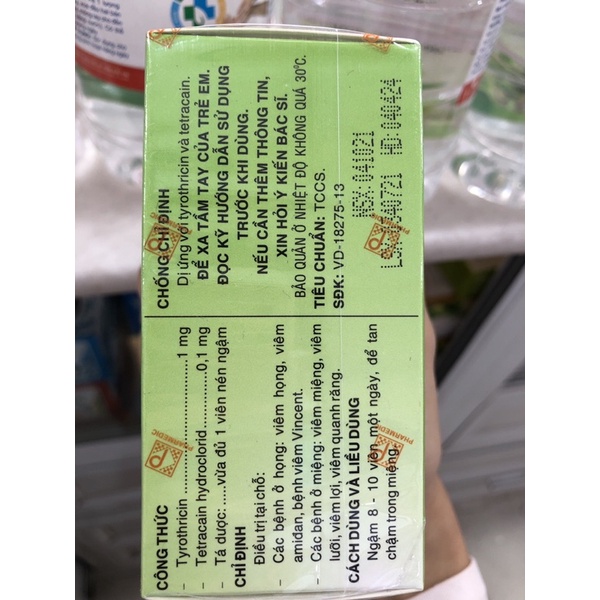 CÔNG THỨC
- Tyrothricin....................1 mg
- Tetracain hydroclorid..........0,1 mg
- Tá dược: .....vừa đủ 1 viên nén ngậm
CHỈ ĐỊNH
Điều trị tại chỗ:
- Các bệnh ở họng: viêm họng, viêm
amidan, bệnh viêm Vincent.
- Các bệnh ở miệng: viêm miệng, viêm
lưỡi, viêm lợi, viêm quanh răng.
CÁCH DÙNG VÀ LIỀU DÙNG
Ngậm 8 - 10 viên một ngày, để tan
chậm trong miệng.
CHỐNG CHỈ ĐỊNH
Dị ứng với tyrothricin và tetracain.
ĐỂ XA TẦM TAY CỦA TRẺ EM.
ĐỌC KỸ HƯỚNG DẪN SỬ DỤNG
TRƯỚC KHI DÙNG.
NẾU CẦN THÊM THÔNG TIN,
XIN HỎI Ý KIẾN BÁC SĨ.
BẢO QUẢN Ở NHIỆT ĐỘ KHÔNG QUÁ 30°C.
TIÊU CHUẨN: TCCS.
SĐK: VD-18275-13
NSX: 041021
LSX: 0040721 HD: 040424
PHARMEDIC
PHARMEDIC
PHARMEDIC